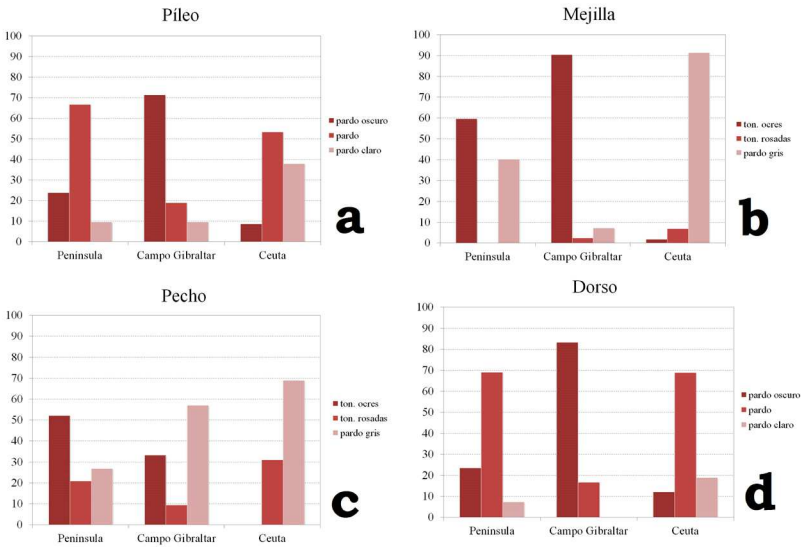 Píleo
100
90
80
70
60
50
40
30
20
10
0
Península Campo Gibraltar Ceuta
pardo oscuro
pardo
pardo claro
a
Mejilla
100
90
80
70
60
50
40
30
20
10
0
Península Campo Gibraltar Ceuta
ton. ocres
ton. rosadas
pardo gris
b
Pecho
100
90
80
70
60
50
40
30
20
10
0
Península Campo Gibraltar Ceuta
ton. ocres
ton. rosadas
pardo gris
c
Dorso
100
90
80
70
60
50
40
30
20
10
0
Península Campo Gibraltar Ceuta
pardo oscuro
pardo
pardo claro
d